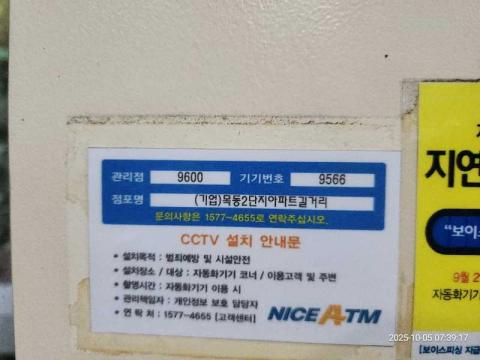 관리점 9600 기기번호 9566
점포명 (기업)목동2단지아파트길거리
문의사항은 1577-4655로 연락주십시오.
CCTV 설치 안내문
• 설치목적 : 범죄예방 및 시설안전
• 설치장소 / 대상 : 자동화기기 코너 / 이용고객 및 주변
• 촬영시간 : 자동화기기 이용 시
• 관리책임자 : 개인정보 보호 담당자
• 연 락 처 : 1577-4655 [고객센터]
NICE ATM
지연
"보이스
9월 2
자동화기기
[보이스피싱 지급
2025-10-05 07:39:17